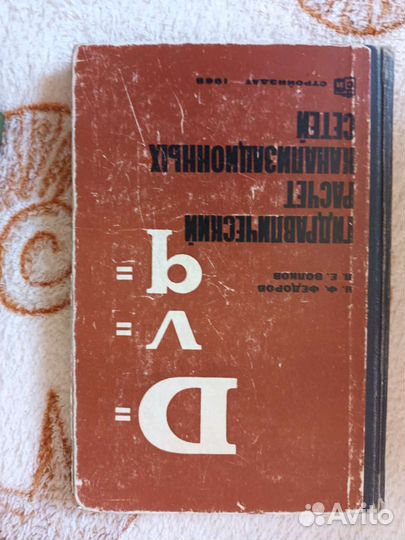 D =
v =
q =
Н. Ф. ФЕДОРОВ
Л. Е. ВОЛКОВ
ГИДРАВЛИЧЕСКИЙ
РАСЧЕТ
КАНАЛИЗАЦИОННЫХ
СЕТЕЙ
СТРОЙИЗДАТ 1968
Avito